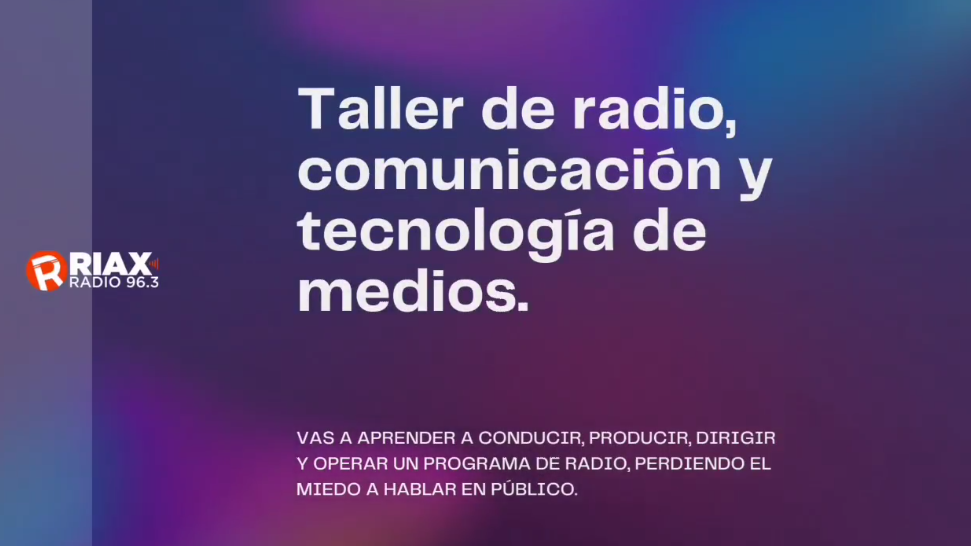 Taller de radio,
comunicación y
tecnología de
medios.
RIAX
RADIO 96.3
VAS A APRENDER A CONDUCIR, PRODUCIR, DIRIGIR
Y OPERAR UN PROGRAMA DE RADIO, PERDIENDO EL
MIEDO A HABLAR EN PÚBLICO.